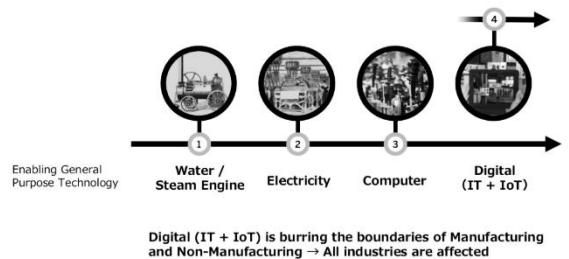 4
1
2
3
Enabling General
Purpose Technology
Water /
Steam Engine
Electricity
Computer
Digital
(IT + IoT)
Digital (IT + IoT) is burring the boundaries of Manufacturing
and Non-Manufacturing → All industries are affected